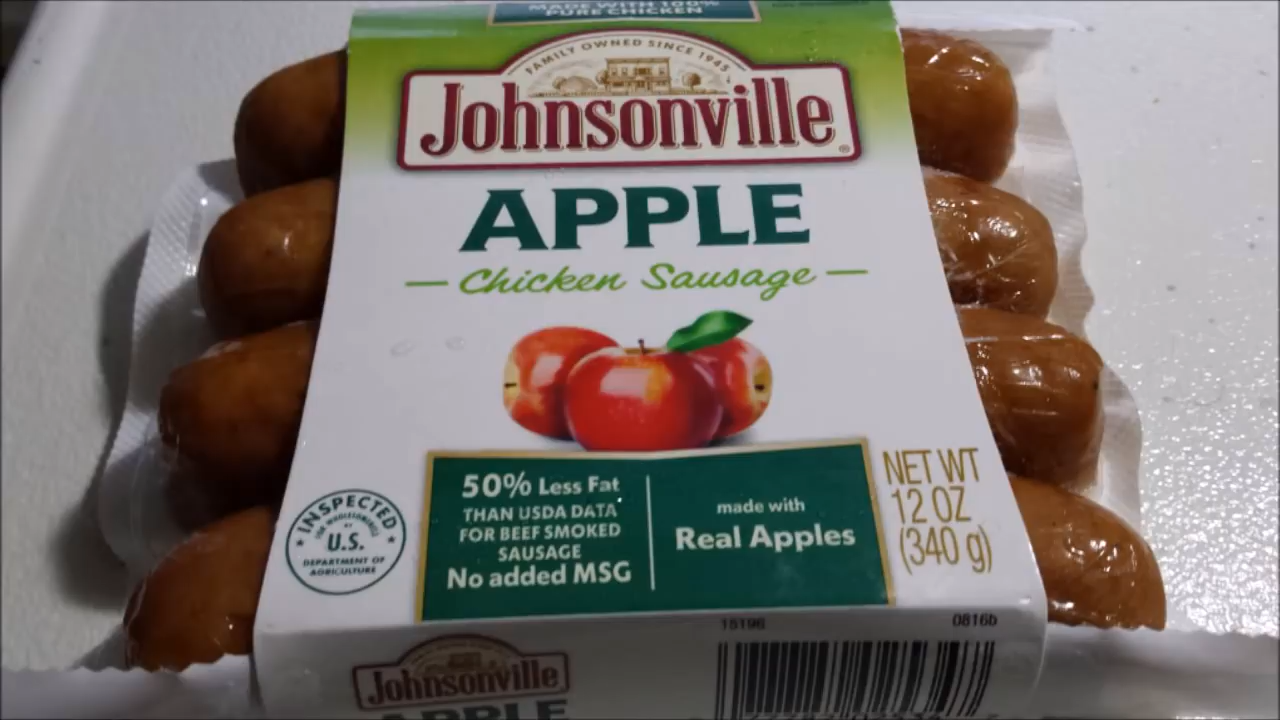 MADE WITH 100%
PURE CHICKEN
FAMILY OWNED SINCE 1945
Johnsonville
®
APPLE
Chicken Sausage
50% Less Fat
THAN USDA DATA
FOR BEEF SMOKED
SAUSAGE
No added MSG
made with
Real Apples
NET WT
12 OZ
(340 g)
INSPECTED
FOR WHOLESOMENESS
BY
U.S.
DEPARTMENT OF
AGRICULTURE
18196
0816b
Johnsonville
APPLE